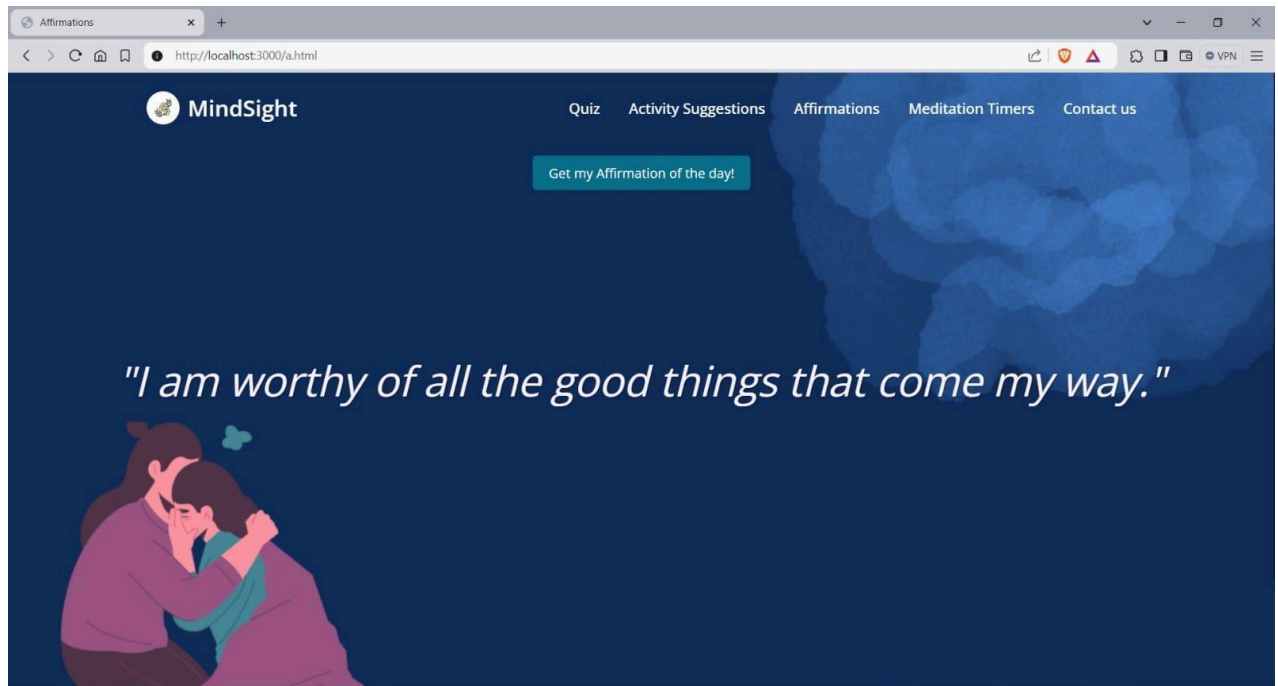 Affirmations
http://localhost:3000/a.html
VPN
MindSight
Quiz Activity Suggestions Affirmations Meditation Timers Contact us
Get my Affirmation of the day!
"I am worthy of all the good things that come my way."